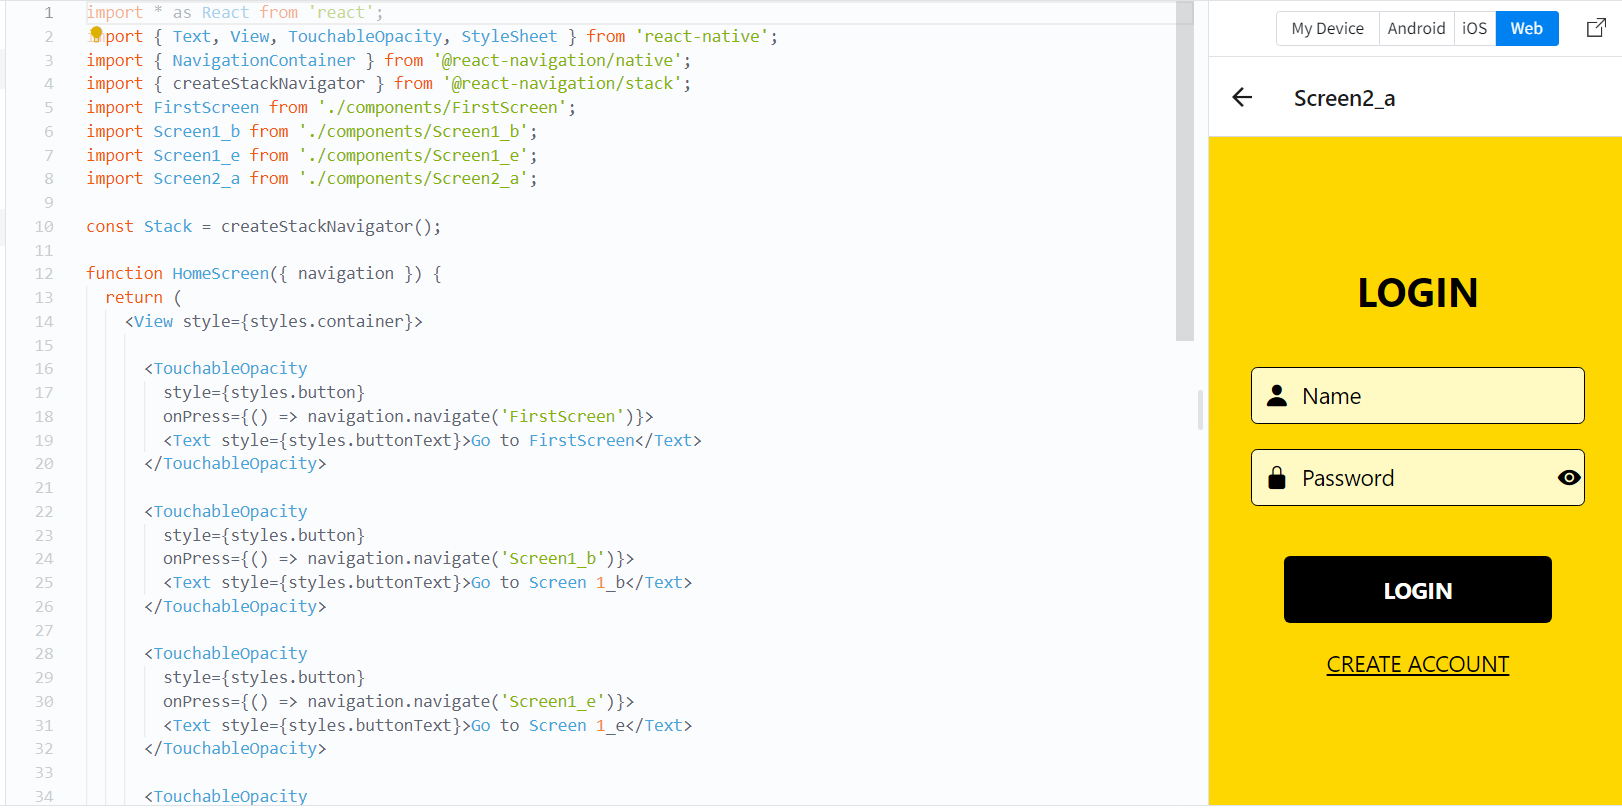 1 import * as React from 'react';
2 import { Text, View, TouchableOpacity, StyleSheet } from 'react-native';
3 import { NavigationContainer } from '@react-navigation/native';
4 import { createStackNavigator } from '@react-navigation/stack';
5 import FirstScreen from './components/FirstScreen';
6 import Screen1_b from './components/Screen1_b';
7 import Screen1_e from './components/Screen1_e';
8 import Screen2_a from './components/Screen2_a';
9
10 const Stack = createStackNavigator();
11
12 function HomeScreen({ navigation }) {
13 return (
14 <View style={styles.container}>
15
16 <TouchableOpacity
17 style={styles.button}
18 onPress={() => navigation.navigate('FirstScreen')}>
19 <Text style={styles.buttonText}>Go to FirstScreen</Text>
20 </TouchableOpacity>
21
22 <TouchableOpacity
23 style={styles.button}
24 onPress={() => navigation.navigate('Screen1_b')}>
25 <Text style={styles.buttonText}>Go to Screen 1_b</Text>
26 </TouchableOpacity>
27
28 <TouchableOpacity
29 style={styles.button}
30 onPress={() => navigation.navigate('Screen1_e')}>
31 <Text style={styles.buttonText}>Go to Screen 1_e</Text>
32 </TouchableOpacity>
33
34 <TouchableOpacity
My Device Android iOS Web
Screen2_a
LOGIN
Name
Password
LOGIN
CREATE ACCOUNT